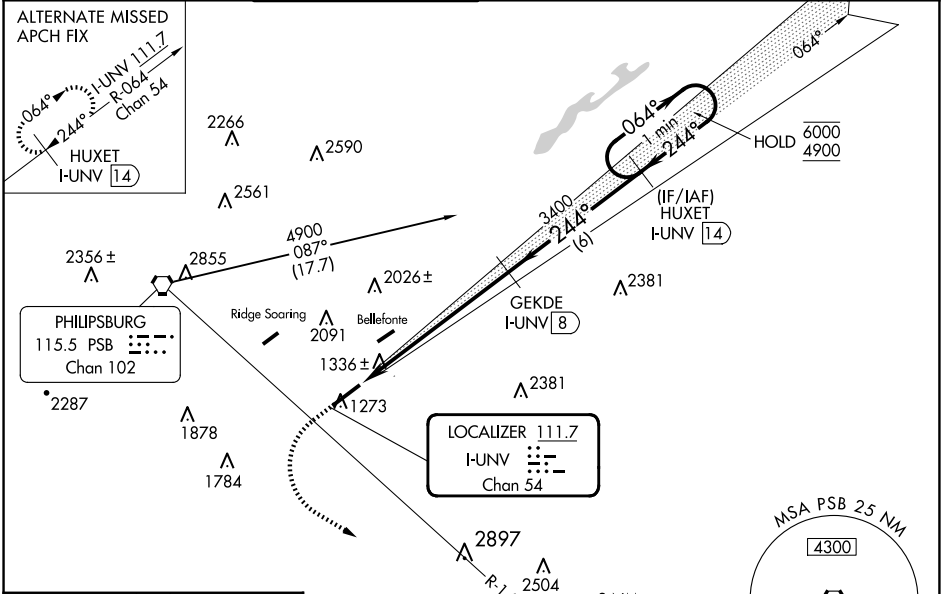 ALTERNATE MISSED
APCH FIX
I-UNV 111.7
R-064
Chan 54
064°
244°
HUXET
I-UNV 14
2266
2590
2561
064°
064°
1 min
244°
HOLD
6000
4900
(IF/IAF)
HUXET
I-UNV 14
3400
244°
(6)
4900
087°
(17.7)
2356 ±
2855
2026 ±
2381
GEKDE
I-UNV 8
PHILIPSBURG
115.5 PSB
Chan 102
Ridge Soaring
2091
Bellefonte
1336 ±
2287
1273
2381
1878
1784
LOCALIZER 111.7
I-UNV
Chan 54
2897
2504
MSA PSB 25 NM
4300